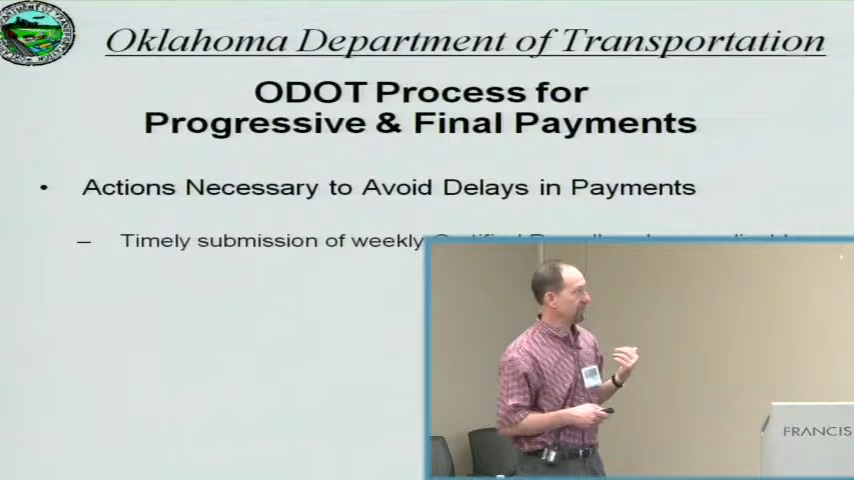 Oklahoma Department of Transportation
ODOT Process for
Progressive & Final Payments
• Actions Necessary to Avoid Delays in Payments
– Timely submission of weekly
FRANCIS